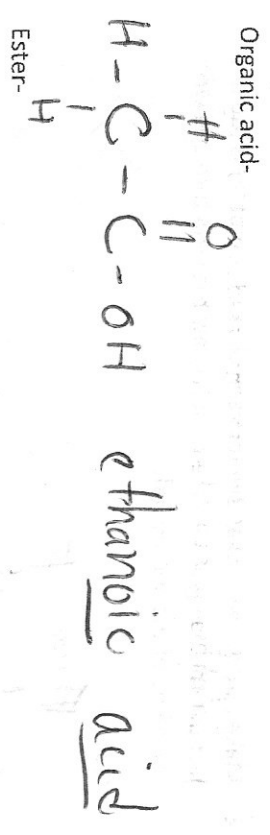 Organic acid-
H O
H - C - C - OH ethanoic acid
H
Ester-